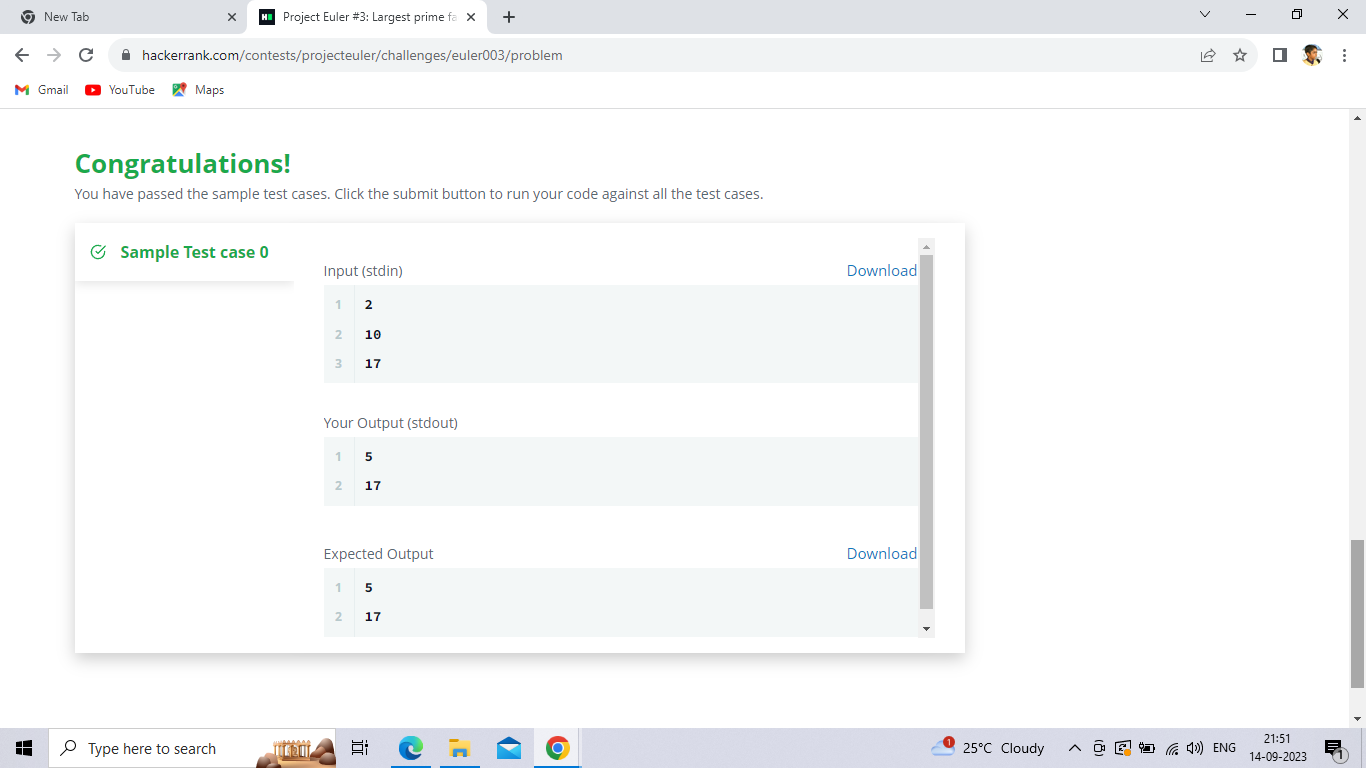 New Tab
Project Euler #3: Largest prime fa
hackerrank.com/contests/projecteuler/challenges/euler003/problem
Gmail YouTube Maps
Congratulations!
You have passed the sample test cases. Click the submit button to run your code against all the test cases.
Sample Test case 0
Input (stdin) Download
1 2
2 10
3 17
Your Output (stdout)
1 5
2 17
Expected Output Download
1 5
2 17
Type here to search
1
25°C Cloudy
ENG
21:51
14-09-2023
1